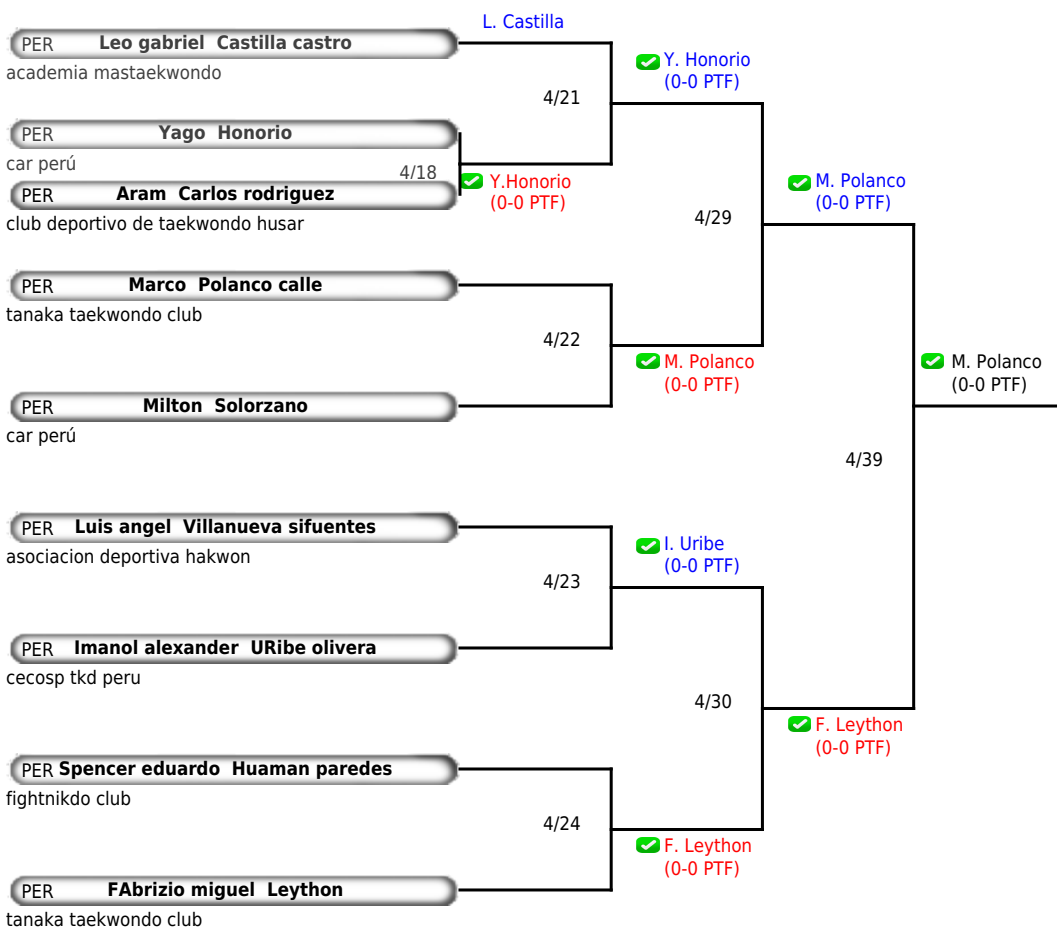 L. Castilla
PER Leo gabriel Castilla castro
academia mastaekwondo
Y. Honorio
(0-0 PTF)
4/21
PER Yago Honorio
car perú
4/18
Y.Honorio
(0-0 PTF)
PER Aram Carlos rodriguez
club deportivo de taekwondo husar
M. Polanco
(0-0 PTF)
4/29
PER Marco Polanco calle
tanaka taekwondo club
4/22
M. Polanco
(0-0 PTF)
M. Polanco
(0-0 PTF)
PER Milton Solorzano
car perú
4/39
PER Luis angel Villanueva sifuentes
asociacion deportiva hakwon
I. Uribe
(0-0 PTF)
4/23
PER Imanol alexander URibe olivera
cecosp tkd peru
4/30
F. Leython
(0-0 PTF)
PER Spencer eduardo Huaman paredes
fightnikdo club
4/24
F. Leython
(0-0 PTF)
PER FAbrizio miguel Leython
tanaka taekwondo club